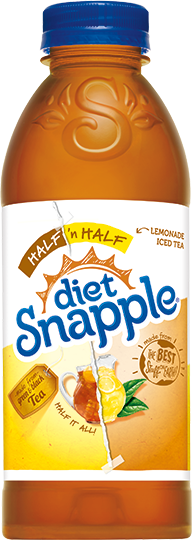 HALF 'n HALF
LEMONADE
ICED TEA
diet
Snapple®
made from
green & black
Tea
HALF IT ALL!
made from
THE BEST
STUFF on EARTH